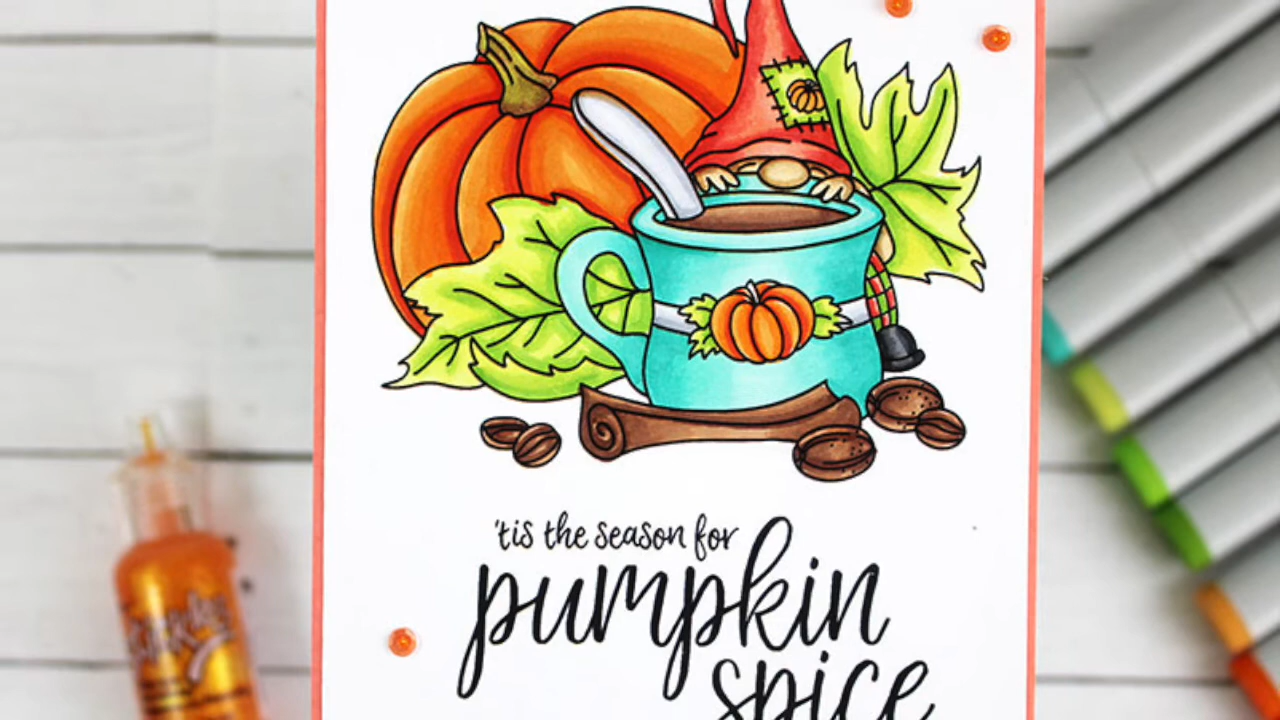 'tis the season for
pumpkin
spice